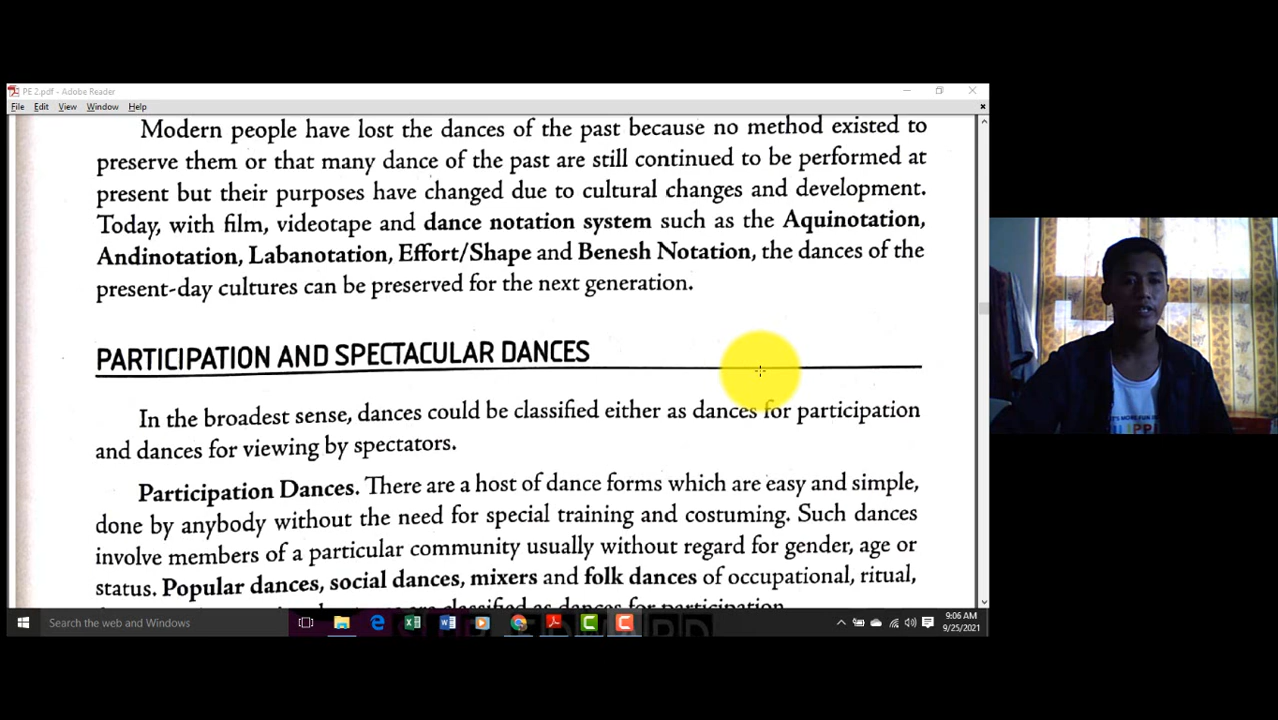 PE 2.pdf - Adobe Reader
File Edit View Window Help
Modern people have lost the dances of the past because no method existed to
preserve them or that many dance of the past are still continued to be performed at
present but their purposes have changed due to cultural changes and development.
Today, with film, videotape and dance notation system such as the Aquinotation,
Andinotation, Labanotation, Effort/Shape and Benesh Notation, the dances of the
present-day cultures can be preserved for the next generation.
PARTICIPATION AND SPECTACULAR DANCES
In the broadest sense, dances could be classified either as dances for participation
and dances for viewing by spectators.
Participation Dances. There are a host of dance forms which are easy and simple,
done by anybody without the need for special training and costuming. Such dances
involve members of a particular community usually without regard for gender, age or
status. Popular dances, social dances, mixers and folk dances of occupational, ritual,
classified as dances for participation
Search the web and Windows
9:06 AM
9/25/2021